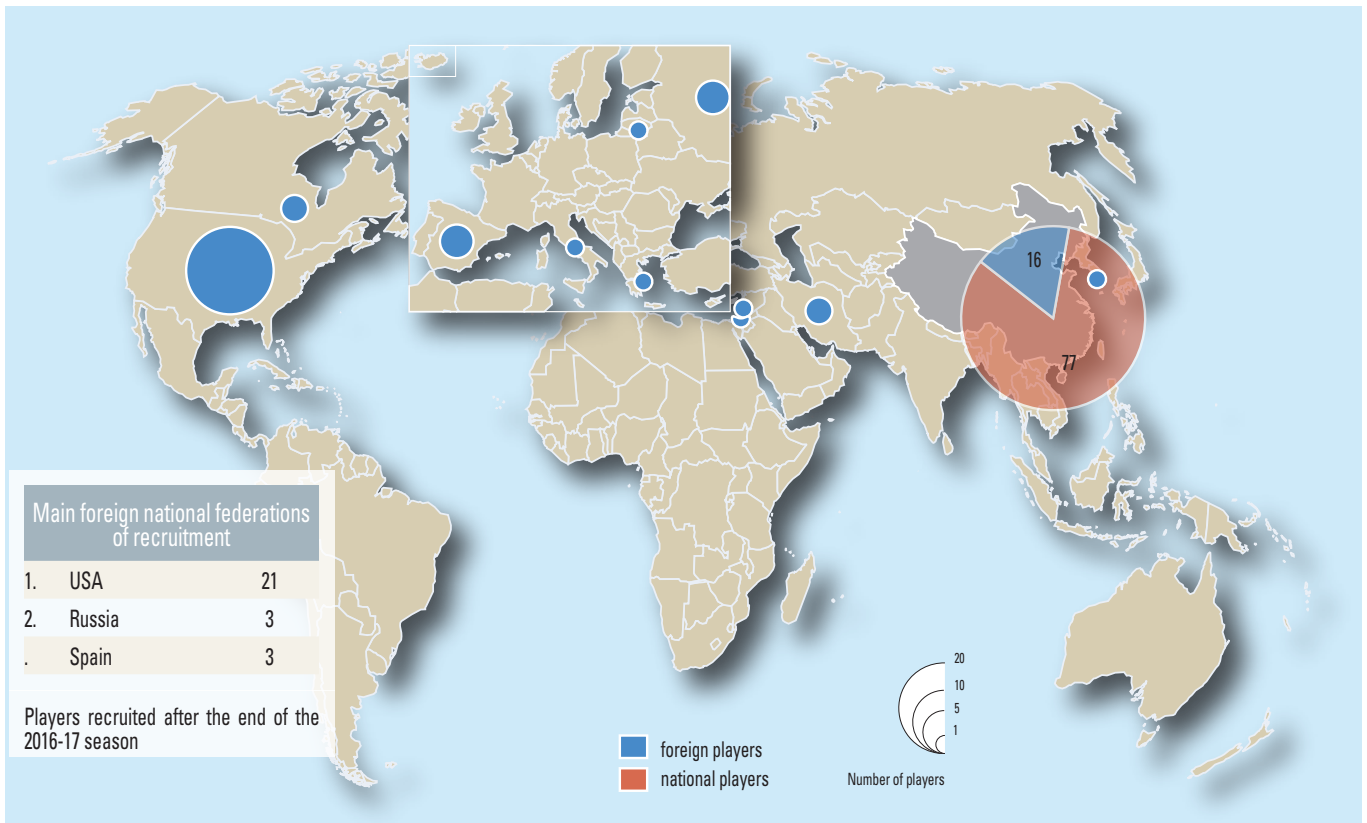 16
77
Main foreign national federations
of recruitment
1. USA 21
2. Russia 3
. Spain 3
Players recruited after the end of the
2016-17 season
foreign players
national players
20
10
5
1
Number of players